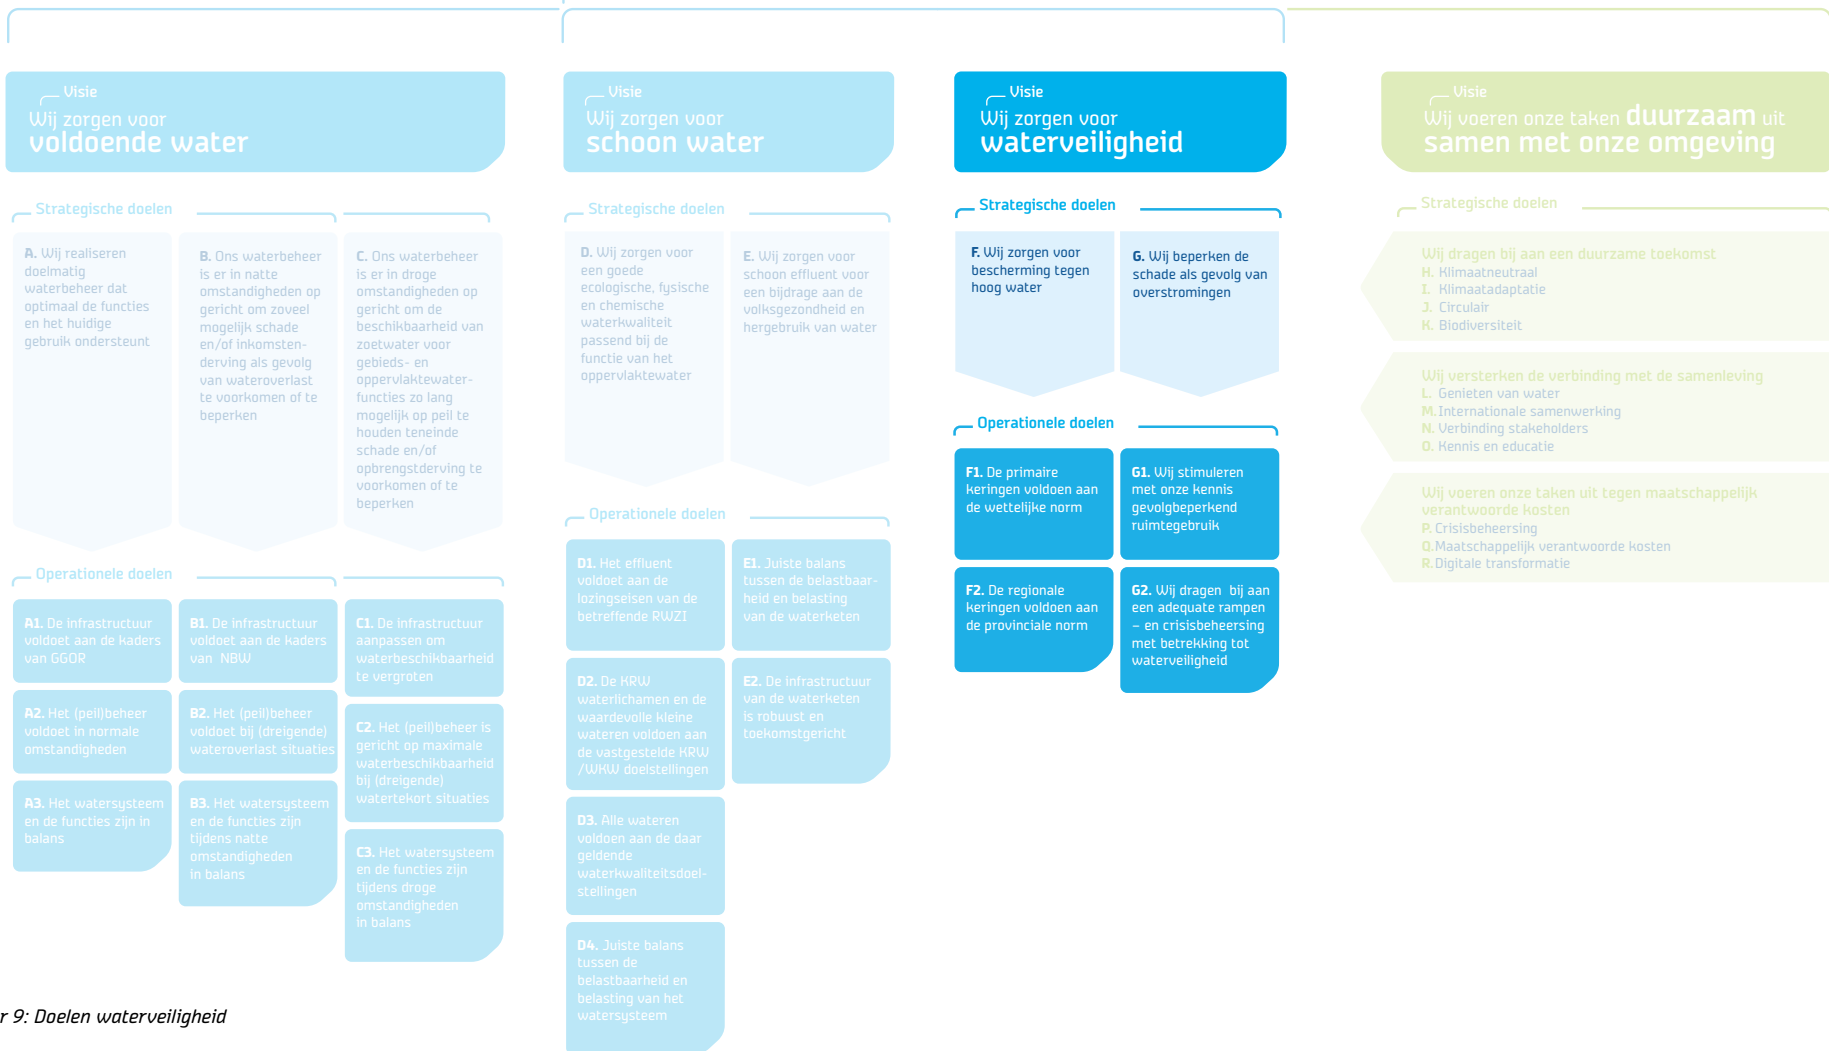 Visie
Wij zorgen voor
voldoende water
Strategische doelen
A. Wij realiseren
doelmatig
waterbeheer dat
optimaal de functies
en het huidige
gebruik ondersteunt
B. Ons waterbeheer
is er in natte
omstandigheden op
gericht om zoveel
mogelijk schade
en/of inkomsten-
derving als gevolg
van wateroverlast
te voorkomen of te
beperken
C. Ons waterbeheer
is er in droge
omstandigheden op
gericht om de
beschikbaarheid van
zoetwater voor
gebieds- en
oppervlaktewater-
functies zo lang
mogelijk op peil te
houden teneinde
schade en/of
opbrengstderving te
voorkomen of te
beperken
Operationele doelen
A1. De infrastructuur
voldoet aan de kaders
van GGOR
A2. Het (peil)beheer
voldoet in normale
omstandigheden
A3. Het watersysteem
en de functies zijn in
balans
B1. De infrastructuur
voldoet aan de kaders
van NBW
B2. Het (peil)beheer
voldoet bij (dreigende)
wateroverlast situaties
B3. Het watersysteem
en de functies zijn
tijdens natte
omstandigheden
in balans
C1. De infrastructuur
aanpassen om
waterbeschikbaarheid
te vergroten
C2. Het (peil)beheer is
gericht op maximale
waterbeschikbaarheid
bij (dreigende)
watertekort situaties
C3. Het watersysteem
en de functies zijn
tijdens droge
omstandigheden
in balans
Visie
Wij zorgen voor
schoon water
Strategische doelen
D. Wij zorgen voor
een goede
ecologische, fysische
en chemische
waterkwaliteit
passend bij de
functie van het
oppervlaktewater
E. Wij zorgen voor
schoon effluent voor
een bijdrage aan de
volksgezondheid en
hergebruik van water
Operationele doelen
D1. Het effluent
voldoet aan de
lozingseisen van de
betreffende RWZI
D2. De KRW
waterlichamen en de
waardevolle kleine
wateren voldoen aan
de vastgestelde KRW
/WKW doelstellingen
D3. Alle wateren
voldoen aan de daar
geldende
waterkwaliteitsdoel-
stellingen
D4. Juiste balans
tussen de
belastbaarheid en
belasting van het
watersysteem
E1. Juiste balans
tussen de belastbaar-
heid en belasting
van de waterketen
E2. De infrastructuur
van de waterketen
is robuust en
toekomstgericht
Visie
Wij zorgen voor
waterveiligheid
Strategische doelen
F. Wij zorgen voor
bescherming tegen
hoog water
G. Wij beperken de
schade als gevolg van
overstromingen
Operationele doelen
F1. De primaire
keringen voldoen aan
de wettelijke norm
F2. De regionale
keringen voldoen aan
de provinciale norm
G1. Wij stimuleren
met onze kennis
gevolgbeperkend
ruimtegebruik
G2. Wij dragen bij aan
een adequate rampen
– en crisisbeheersing
met betrekking tot
waterveiligheid
Visie
Wij voeren onze taken duurzaam uit
samen met onze omgeving
Strategische doelen
Wij dragen bij aan een duurzame toekomst
H. Klimaatneutraal
I. Klimaatadaptatie
J. Circulair
K. Biodiversiteit
Wij versterken de verbinding met de samenleving
L. Genieten van water
M. Internationale samenwerking
N. Verbinding stakeholders
O. Kennis en educatie
Wij voeren onze taken uit tegen maatschappelijk
verantwoorde kosten
P. Crisisbeheersing
Q. Maatschappelijk verantwoorde kosten
R. Digitale transformatie
r 9: Doelen waterveiligheid